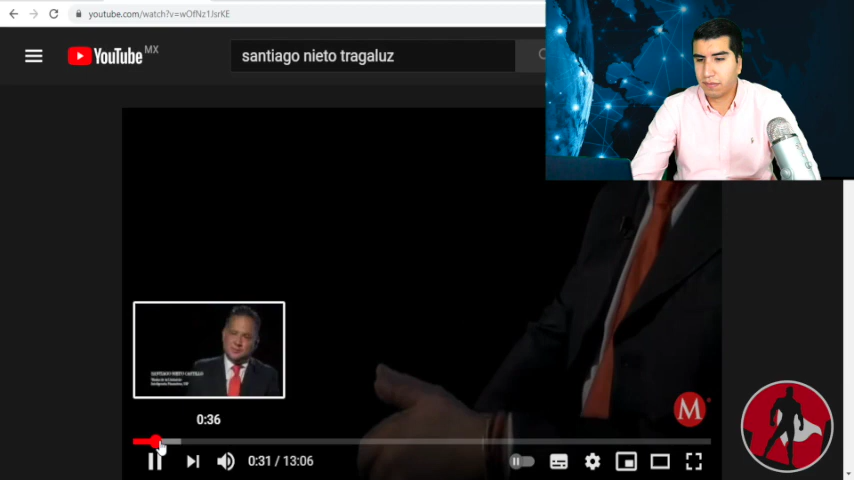 youtube.com/watch?v=wOfNz1JsrKE
YouTube MX
santiago nieto tragaluz
SANTIAGO NIETO CASTILLO
0:36
M
0:31 / 13:06